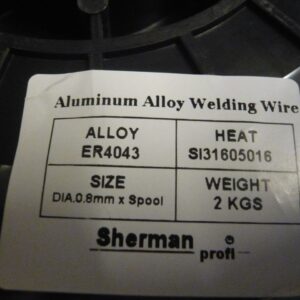 Aluminum Alloy Welding Wire
ALLOY HEAT
ER4043 SI31605016
SIZE WEIGHT
DIA.0.8mm x Spool 2 KGS
Sherman profi